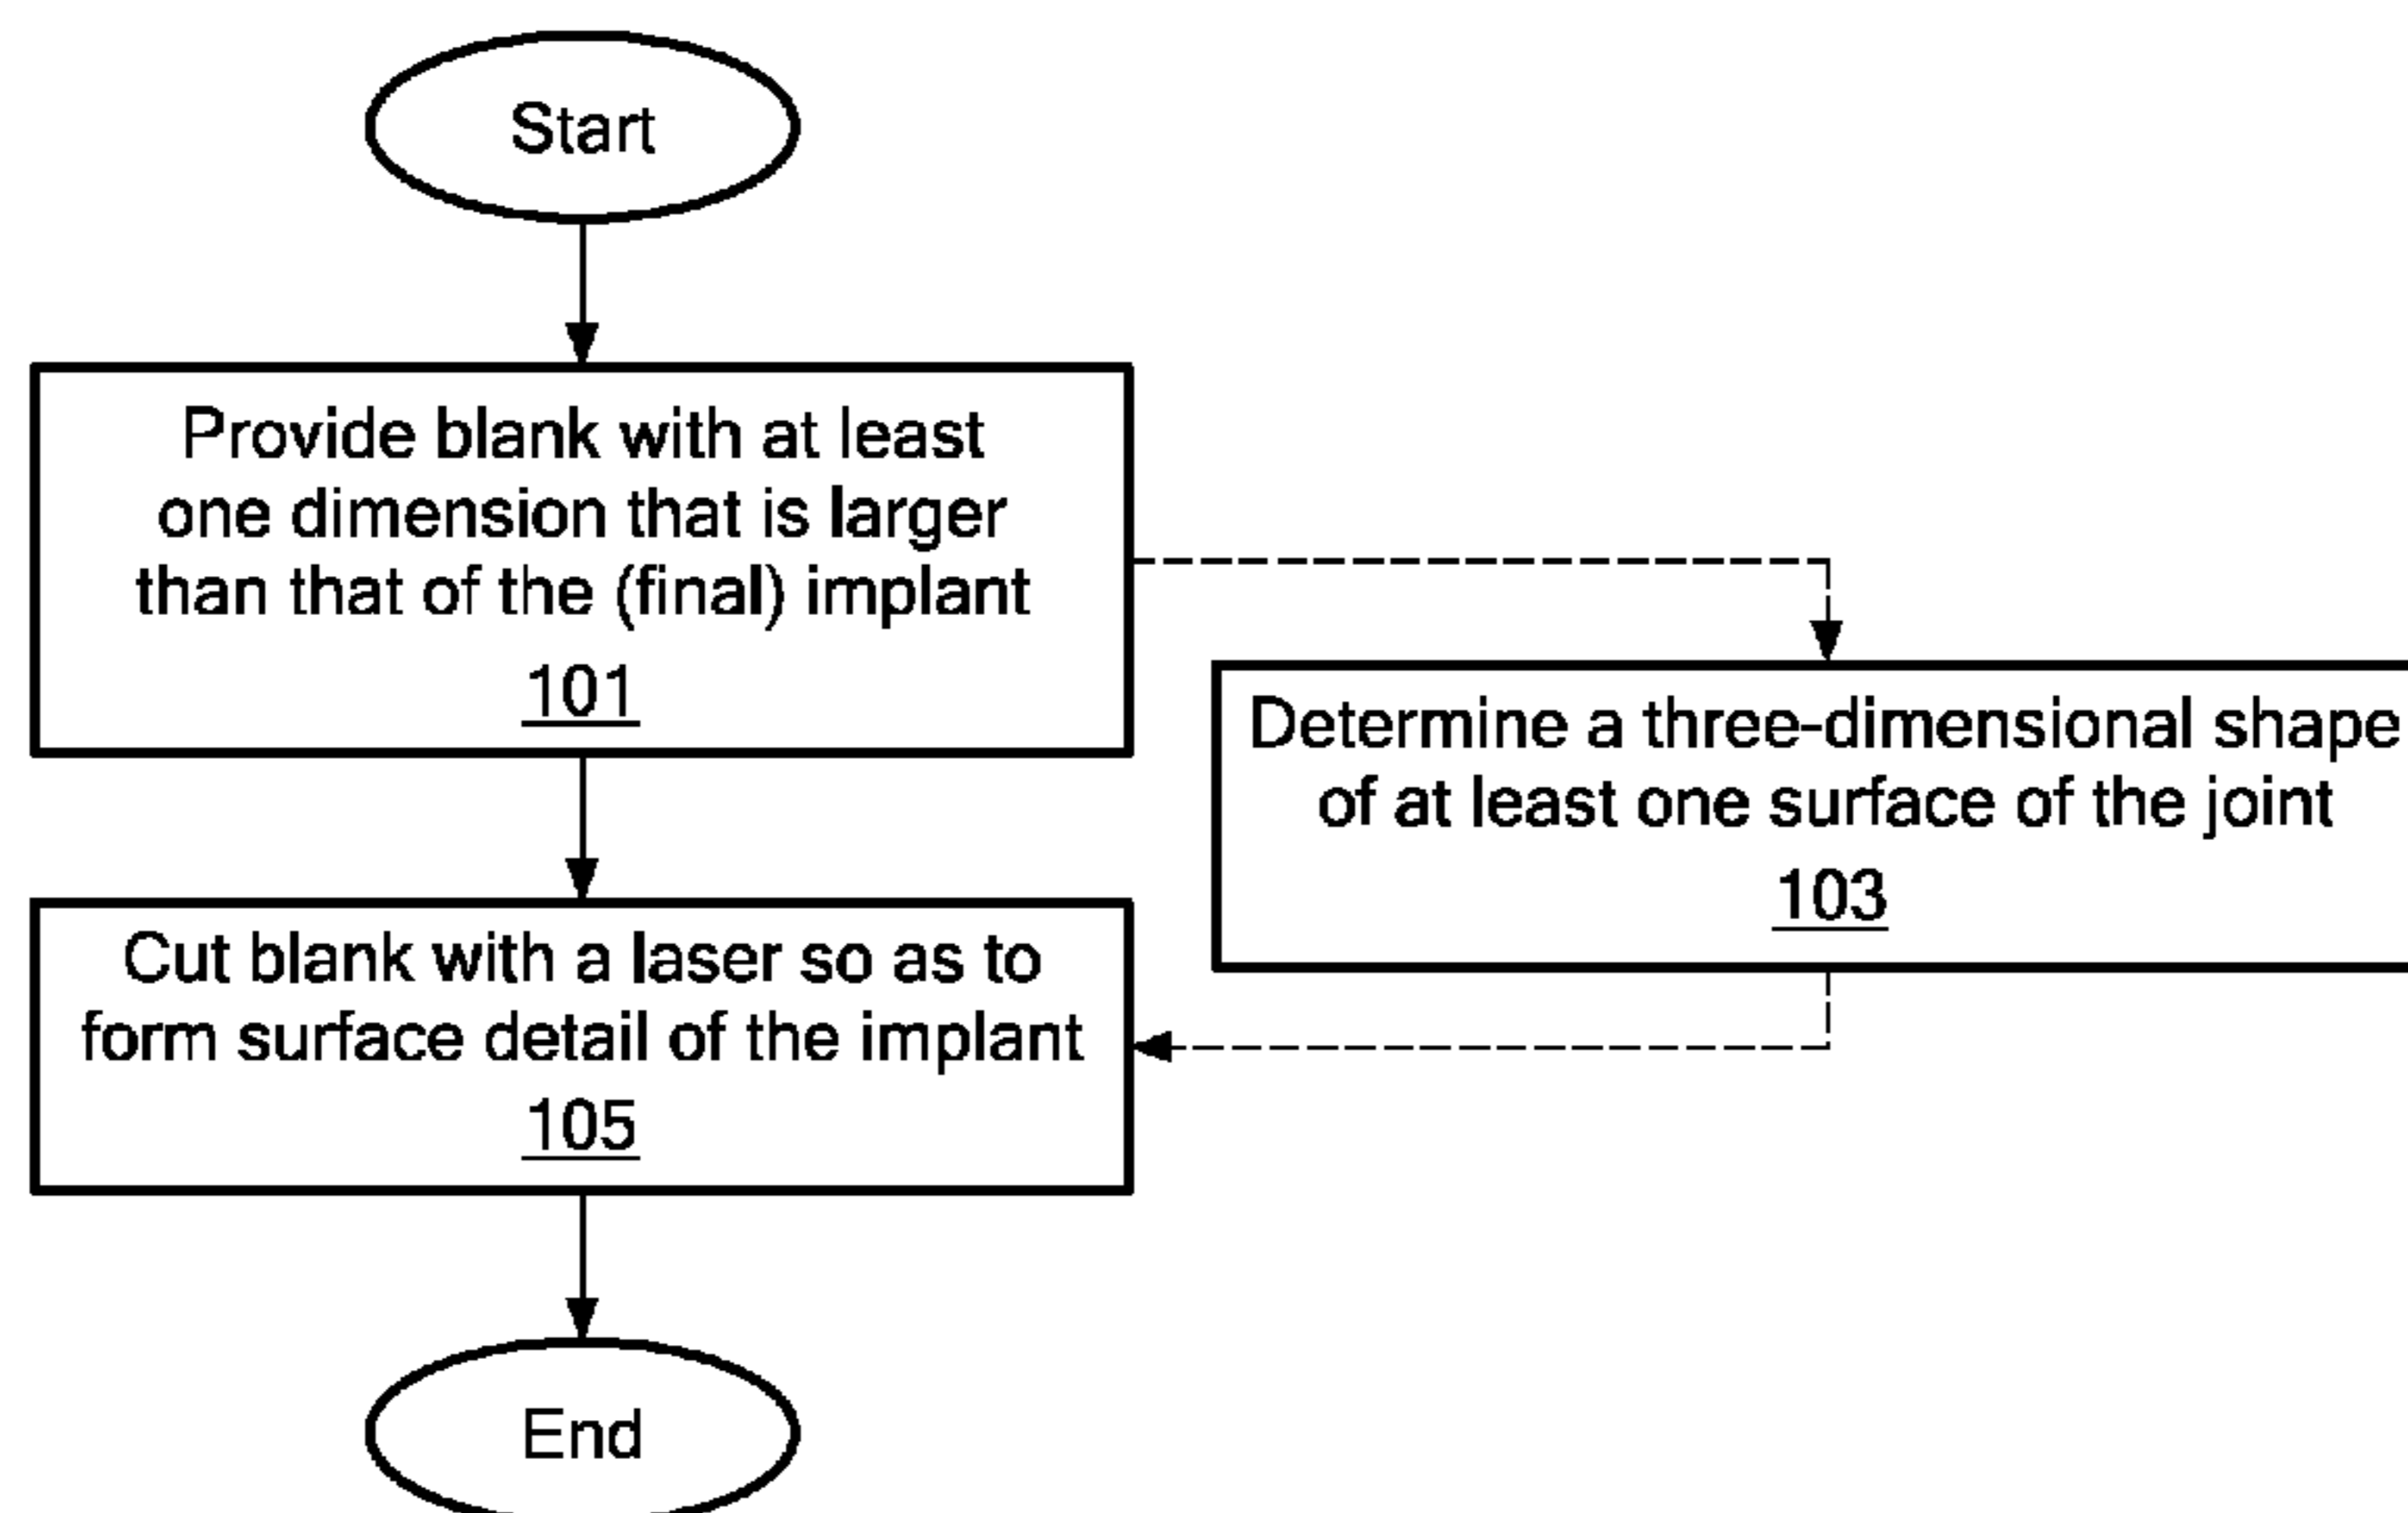 Start
Provide blank with at least
one dimension that is larger
than that of the (final) implant
101
Determine a three-dimensional shape
of at least one surface of the joint
103
Cut blank with a laser so as to
form surface detail of the implant
105
End